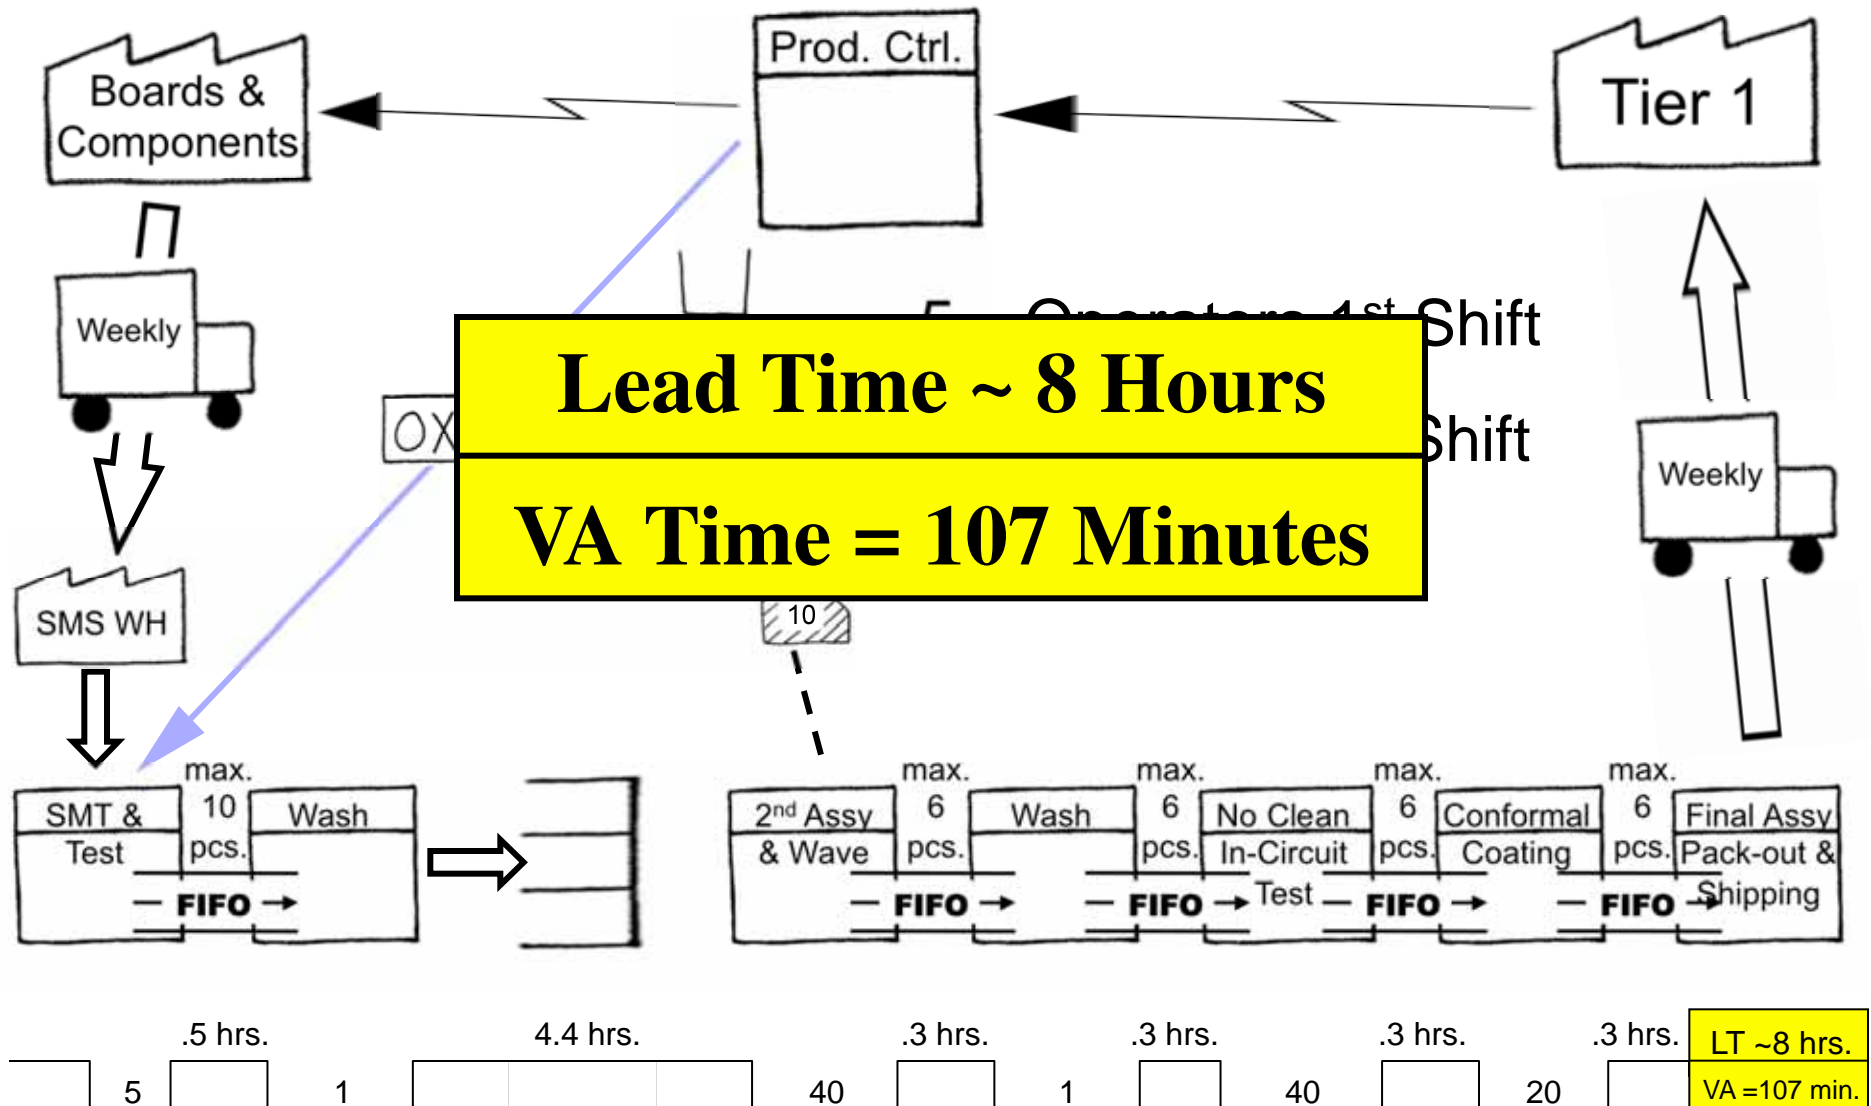 Prod. Ctrl.
Boards &
Components
Tier 1
Weekly
Operators 1st Shift
Lead Time ~ 8 Hours
OX
Shift
Weekly
VA Time = 107 Minutes
SMS WH
10
max.
10
pcs.
max.
6
pcs.
max.
6
pcs.
max.
6
pcs.
max.
6
pcs.
SMT &
Test
FIFO
Wash
2nd Assy
& Wave
FIFO
Wash
FIFO
No Clean
In-Circuit
Test
FIFO
Conformal
Coating
FIFO
Final Assy
Pack-out &
Shipping
.5 hrs.
4.4 hrs.
.3 hrs.
.3 hrs.
.3 hrs.
.3 hrs.
LT ~8 hrs.
5
1
40
1
40
20
VA =107 min.